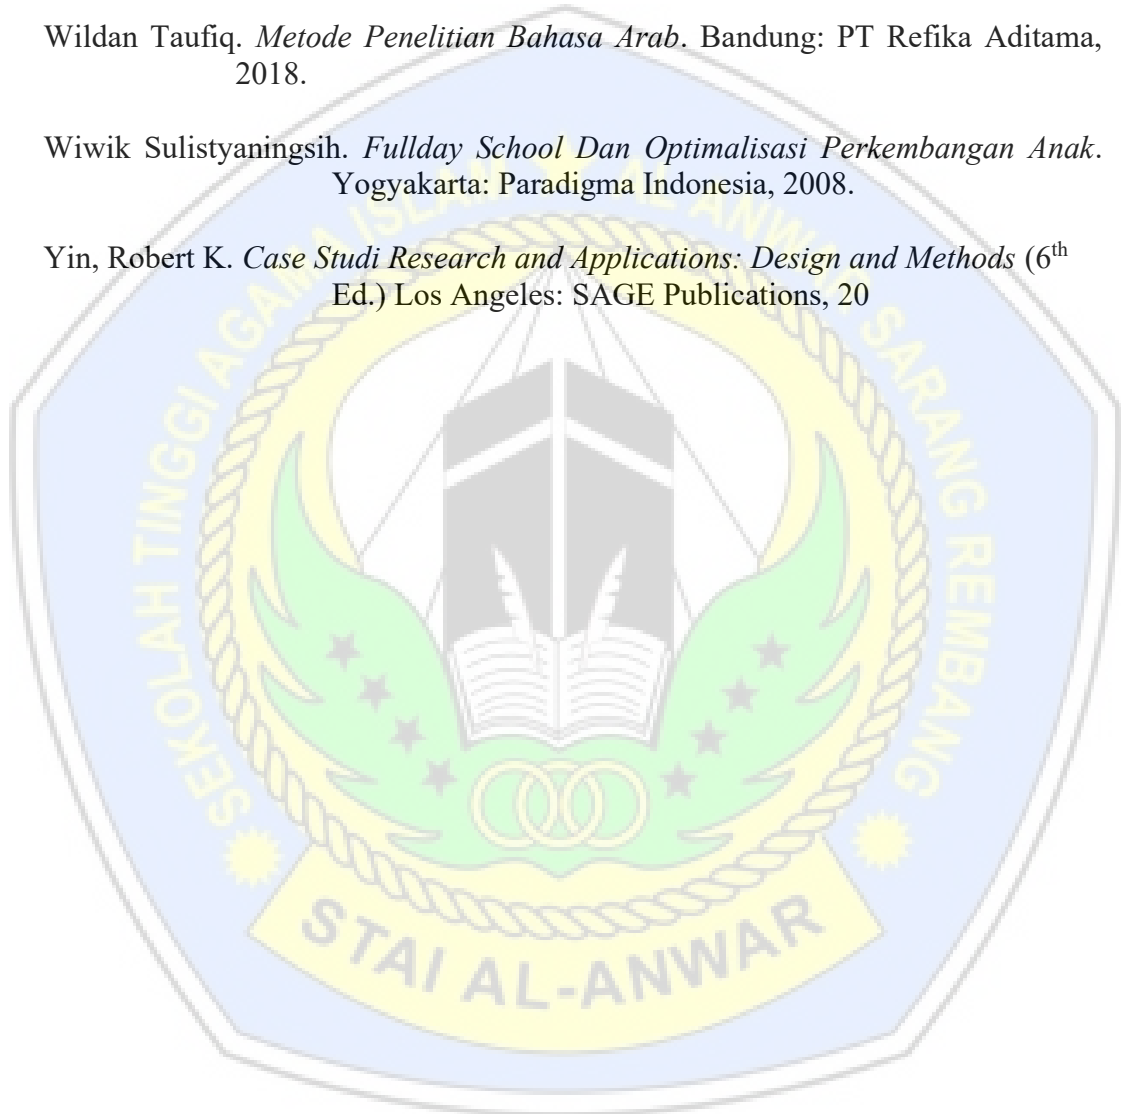 Wildan Taufiq. Metode Penelitian Bahasa Arab. Bandung: PT Refika Aditama,
2018.
Wiwik Sulistyaningsih. Fullday School Dan Optimalisasi Perkembangan Anak.
Yogyakarta: Paradigma Indonesia, 2008.
Yin, Robert K. Case Studi Research and Applications: Design and Methods (6th
Ed.) Los Angeles: SAGE Publications, 20
SEKOLAH TINGGI AGAMA ISLAM AL ANWAR SARANG REMBANG
STAI AL-ANWAR